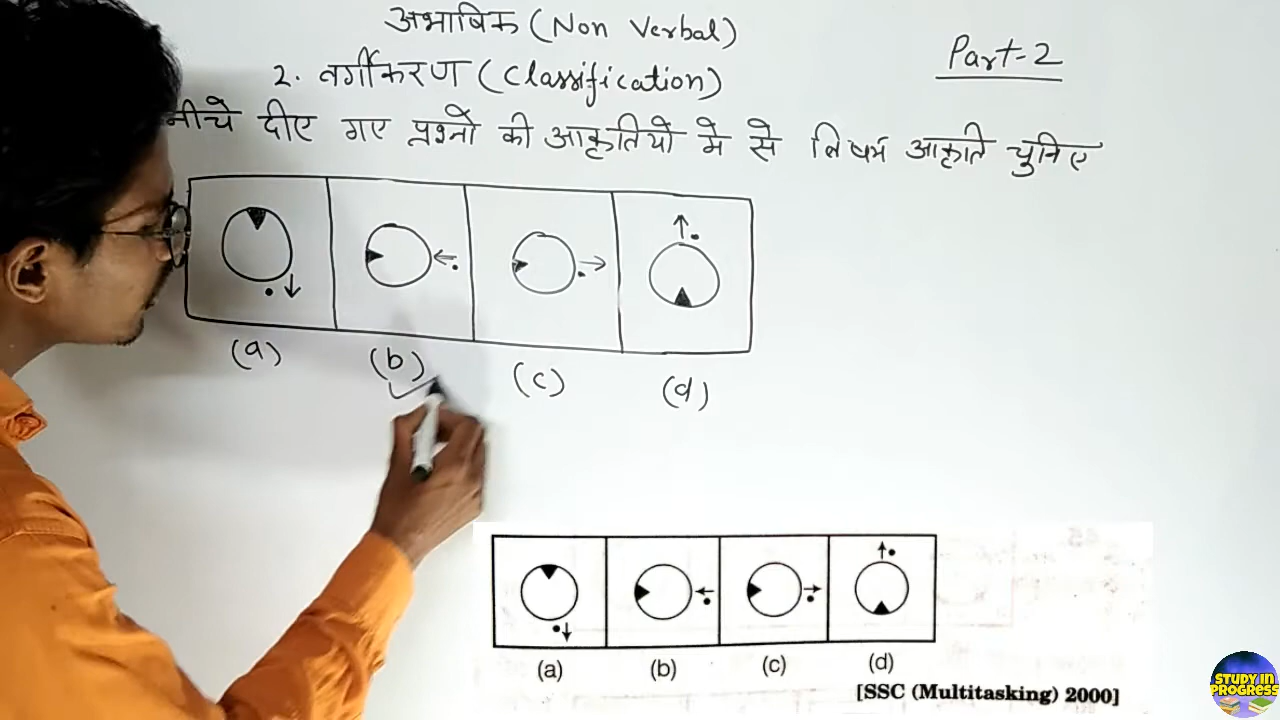 अभाषिक (Non Verbal)
Part-2
2. वर्गीकरण (Classification)
नीचे दीए गए प्रश्नो की आकृतियो मे से विषम आकृति चुनिए
(a) (b) (c) (d)
(a) (b) (c) (d)
[SSC (Multitasking) 2000]
STUDY IN
PROGRESS